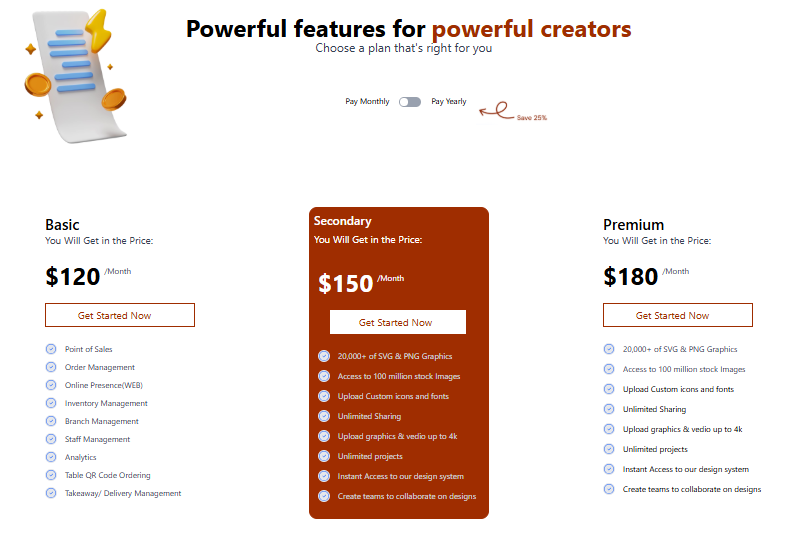 Powerful features for powerful creators
Choose a plan that's right for you
Pay Monthly
Pay Yearly
Save 25%
Basic
You Will Get in the Price:
$120 /Month
Get Started Now
Point of Sales
Order Management
Online Presence(WEB)
Inventory Management
Branch Management
Staff Management
Analytics
Table QR Code Ordering
Takeaway/ Delivery Management
Secondary
You Will Get in the Price:
$150 /Month
Get Started Now
20,000+ of SVG & PNG Graphics
Access to 100 million stock Images
Upload Custom icons and fonts
Unlimited Sharing
Upload graphics & vedio up to 4k
Unlimited projects
Instant Access to our design system
Create teams to collaborate on designs
Premium
You Will Get in the Price:
$180 /Month
Get Started Now
20,000+ of SVG & PNG Graphics
Access to 100 million stock Images
Upload Custom icons and fonts
Unlimited Sharing
Upload graphics & vedio up to 4k
Unlimited projects
Instant Access to our design system
Create teams to collaborate on designs